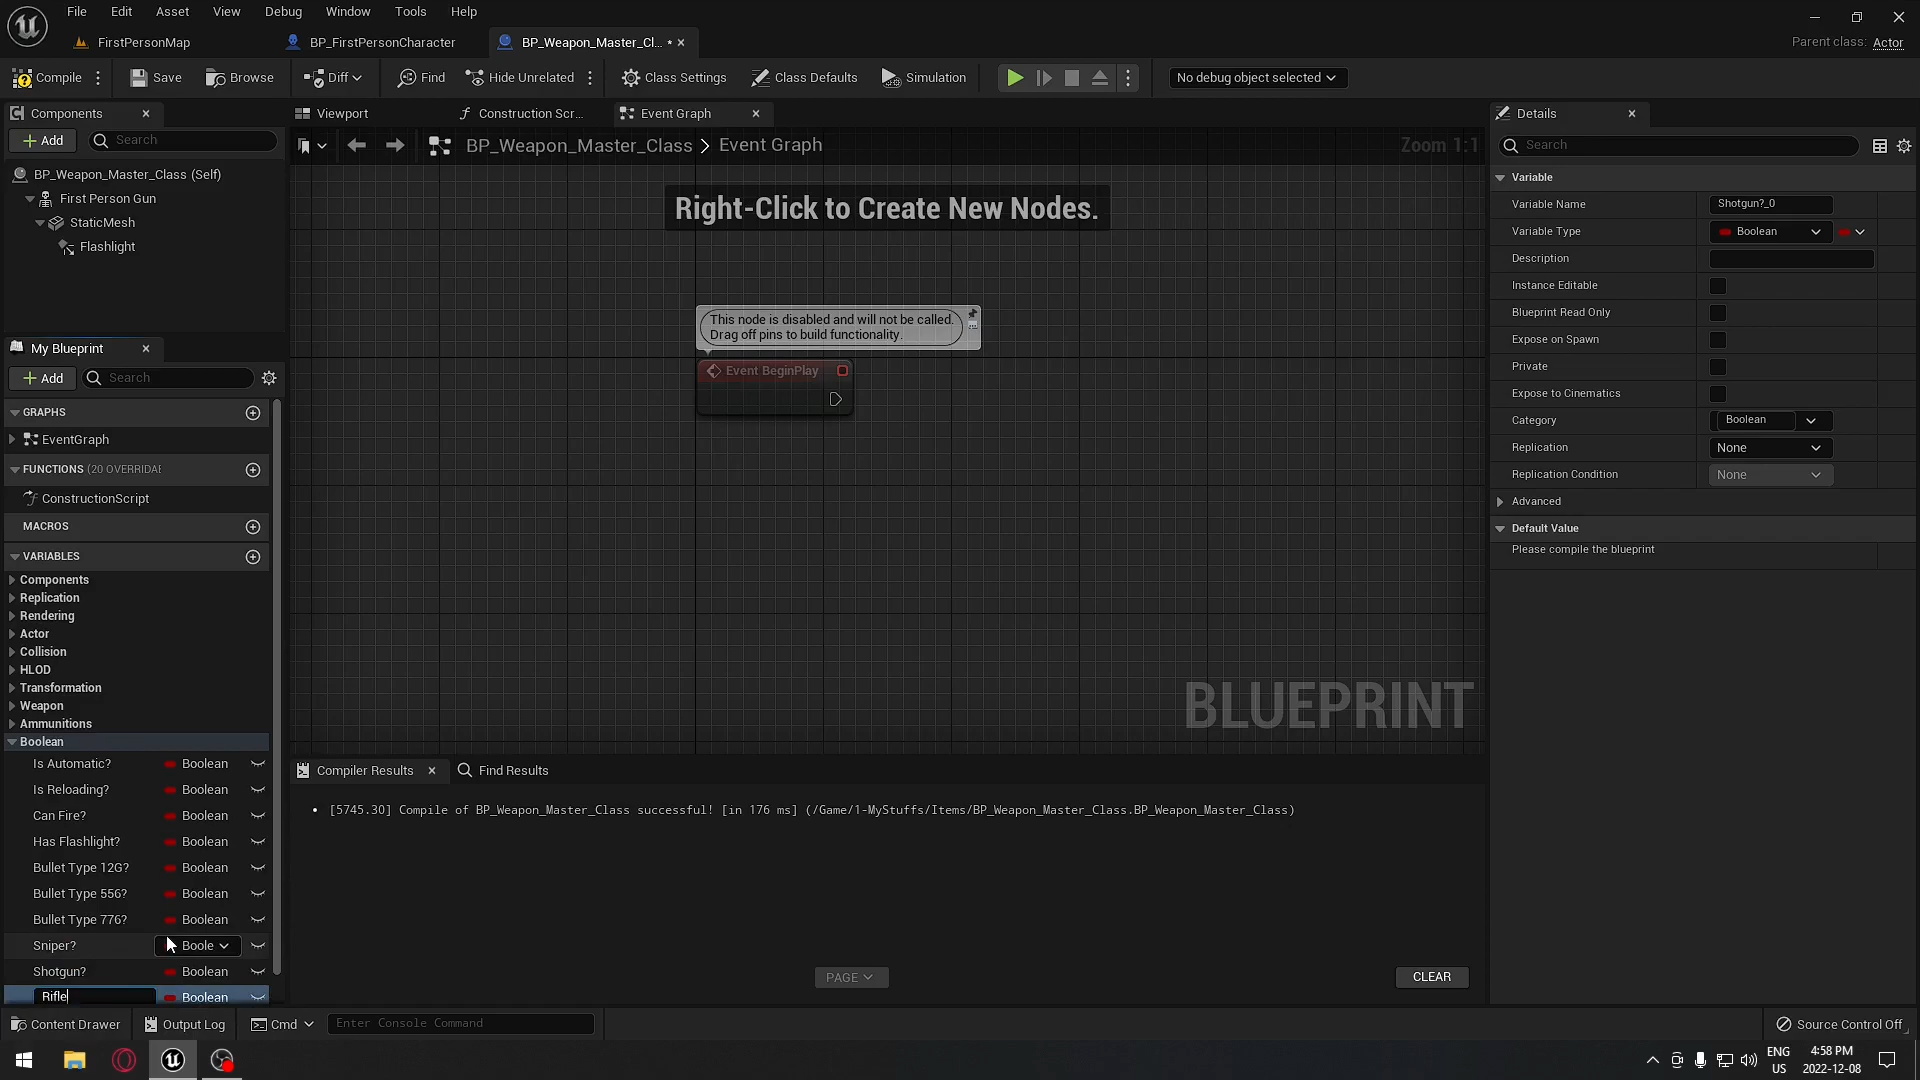 File Edit Asset View Debug Window Tools Help
FirstPersonMap BP_FirstPersonCharacter BP_Weapon_Master_Cl... •
Parent class: Actor
Compile Save Browse Diff Find Hide Unrelated Class Settings Class Defaults Simulation No debug object selected
Components Viewport Construction Scr... Event Graph Details
Add Search
BP_Weapon_Master_Class > Event Graph Zoom 1:1
Search
BP_Weapon_Master_Class (Self)
First Person Gun
StaticMesh
Flashlight
Right-Click to Create New Nodes.
This node is disabled and will not be called.
Drag off pins to build functionality.
Event BeginPlay
My Blueprint
Add Search
GRAPHS
EventGraph
FUNCTIONS (20 OVERRIDAE
ConstructionScript
MACROS
VARIABLES
Components
Replication
Rendering
Actor
Collision
HLOD
Transformation
Weapon
Ammunitions
Boolean
Is Automatic? Boolean
Is Reloading? Boolean
Can Fire? Boolean
Has Flashlight? Boolean
Bullet Type 12G? Boolean
Bullet Type 556? Boolean
Bullet Type 776? Boolean
Sniper? Boole
Shotgun? Boolean
Rifle Boolean
BLUEPRINT
Variable
Variable Name Shotgun?_0
Variable Type Boolean
Description
Instance Editable
Blueprint Read Only
Expose on Spawn
Private
Expose to Cinematics
Category Boolean
Replication None
Replication Condition None
Advanced
Default Value
Please compile the blueprint
Compiler Results Find Results
• [5745.30] Compile of BP_Weapon_Master_Class successful! [in 176 ms] (/Game/1-MyStuffs/Items/BP_Weapon_Master_Class.BP_Weapon_Master_Class)
PAGE CLEAR
Content Drawer Output Log Cmd Enter Console Command Source Control Off
ENG
US
4:58 PM
2022-12-08